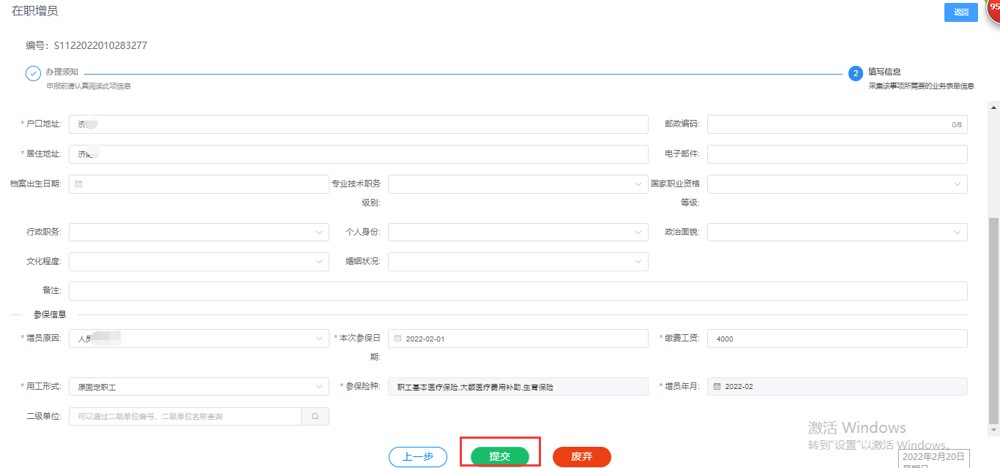 在职增员
返回
95
编号: S1122022010283277
办理须知
申报前请认真阅读此项信息
2
填写信息
采集该事项所需要的业务表单信息
* 户口地址: 济
邮政编码: 0/6
* 居住地址: 济南
电子邮件:
档案出生日期:
专业技术职务级别:
国家职业资格等级:
行政职务:
个人身份:
政治面貌:
文化程度:
婚姻状况:
备注:
参保信息
* 增员原因: 人员
* 本次参保日期: 2022-02-01
* 缴费工资: 4000
* 用工形式: 原固定职工
* 参保险种: 职工基本医疗保险,大额医疗费用补助,生育保险
* 增员年月: 2022-02
二级单位: 可以通过二级单位编号、二级单位名称查询
激活 Windows
转到"设置"以激活 Windows。
上一步
提交
废弃
2022年2月20日
星期日